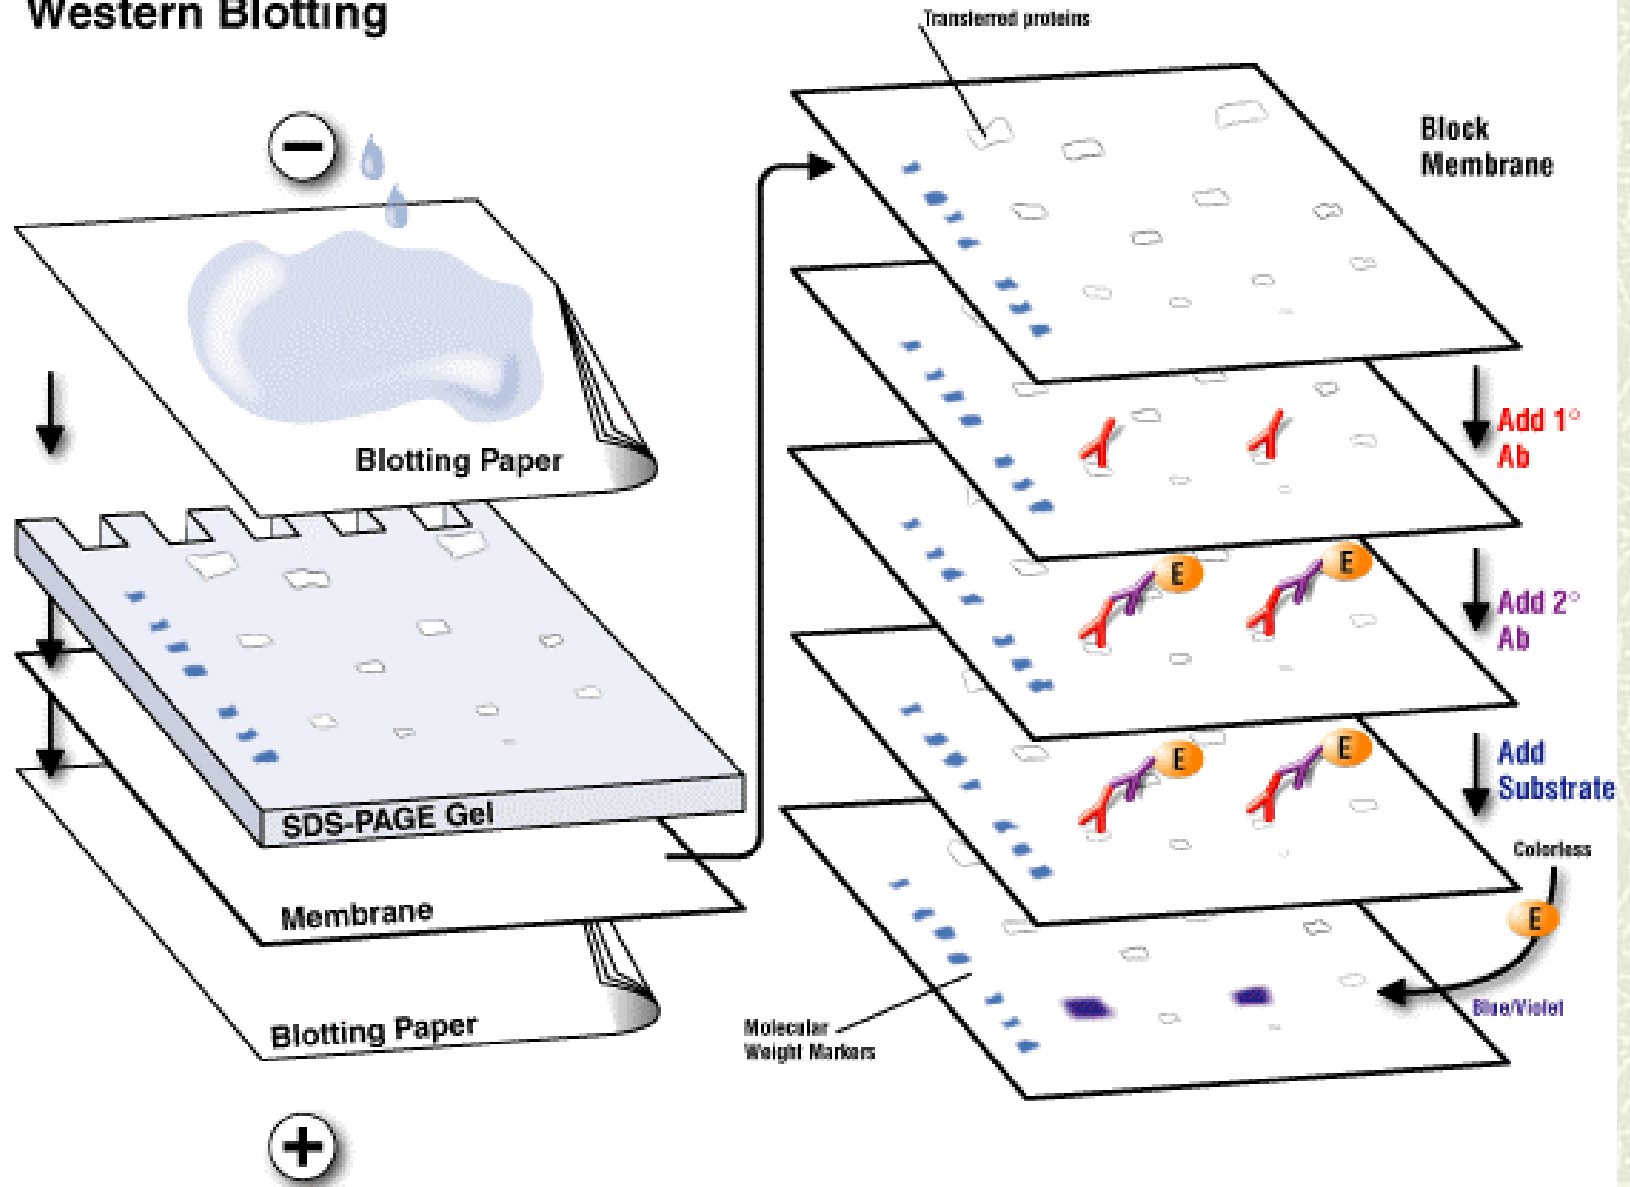 Western Blotting
−
Blotting Paper
SDS-PAGE Gel
Membrane
Blotting Paper
+
Transferred proteins
Block
Membrane
Add 1°
Ab
E
E
Add 2°
Ab
E
E
Add
Substrate
Colorless
E
Blue/Violet
Molecular
Weight Markers